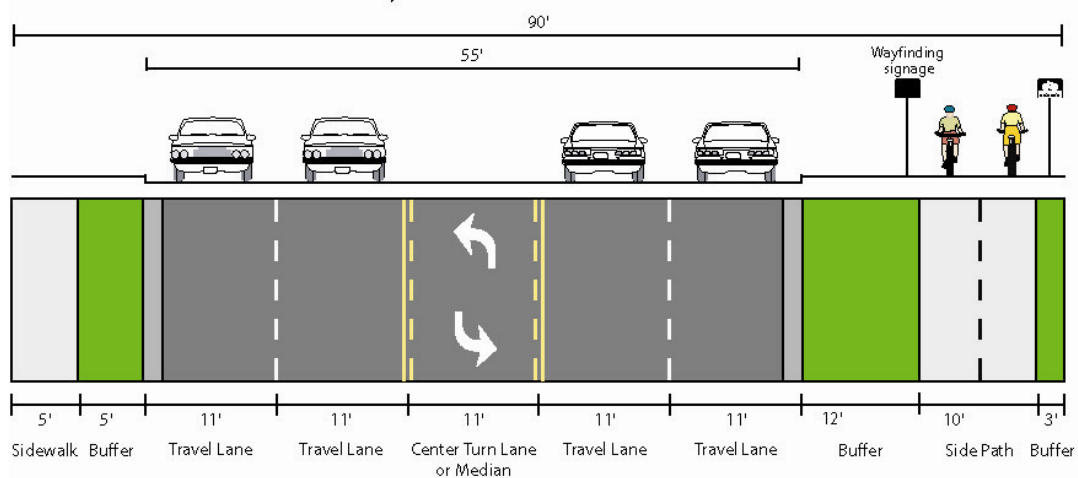 90'
55'
Wayfinding
signage
5' 5' 11' 11' 11' 11' 11' 12' 10' 3'
Sidewalk Buffer Travel Lane Travel Lane Center Turn Lane Travel Lane Travel Lane Buffer Side Path Buffer
or Median